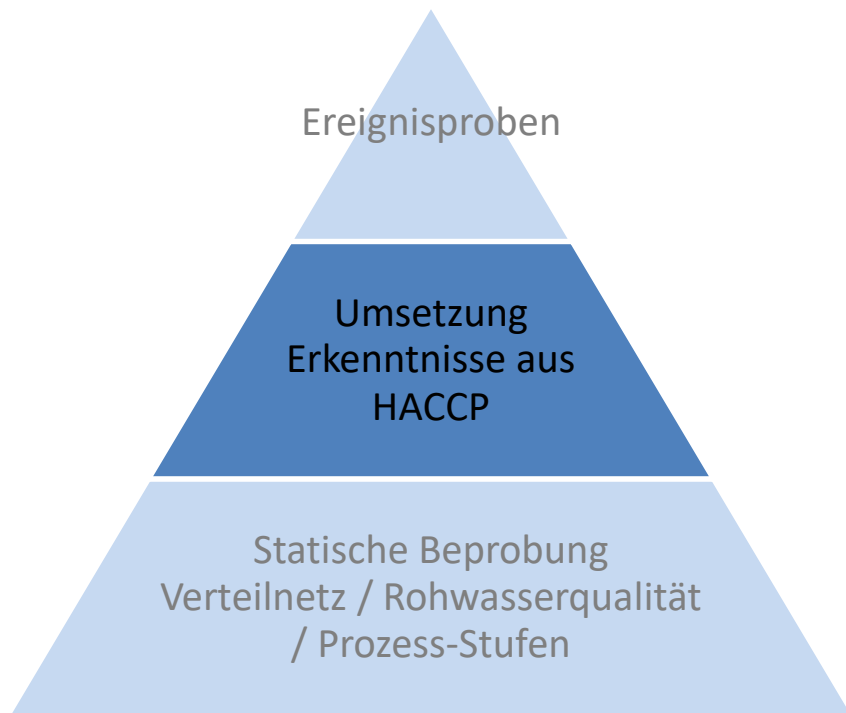 Ereignisproben
Umsetzung
Erkenntnisse aus
HACCP
Statische Beprobung
Verteilnetz / Rohwasserqualität
/ Prozess-Stufen